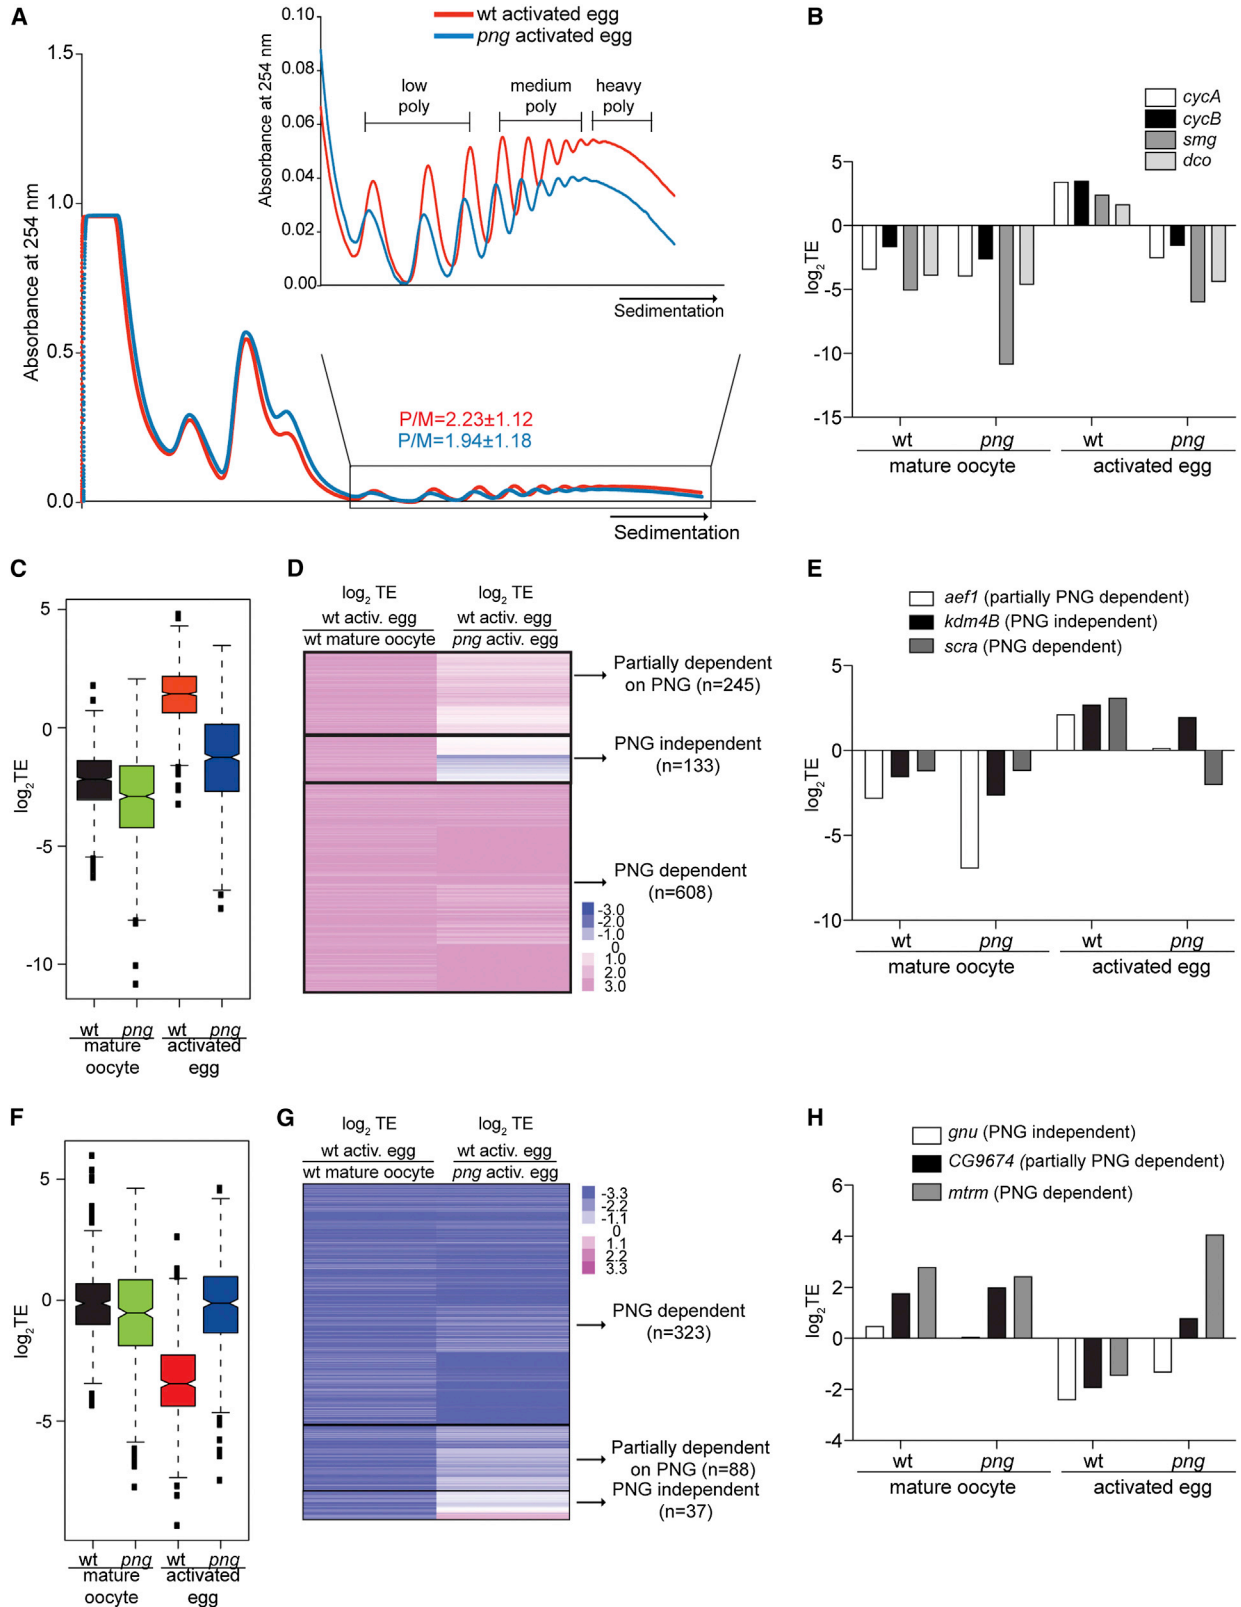 A
wt activated egg
png activated egg
0.10
0.08
0.06
0.04
0.02
0.00
Absorbance at 254 nm
low
poly
medium
poly
heavy
poly
Sedimentation
1.5
1.0
0.5
0.0
Absorbance at 254 nm
P/M=2.23±1.12
P/M=1.94±1.18
Sedimentation
B
cycA
cycB
smg
dco
5
0
-5
-10
-15
log2TE
wt png wt png
mature oocyte activated egg
C
5
0
-5
-10
log2TE
wt png wt png
mature oocyte
activated egg
D
log2 TE
wt activ. egg
wt mature oocyte
log2 TE
wt activ. egg
png activ. egg
Partially dependent
on PNG (n=245)
PNG independent
(n=133)
PNG dependent
(n=608)
-3.0
-2.0
-1.0
0
1.0
2.0
3.0
E
aef1 (partially PNG dependent)
kdm4B (PNG independent)
scra (PNG dependent)
5
0
-5
-10
log2TE
wt png wt png
mature oocyte activated egg
F
5
0
-5
log2TE
wt png wt png
mature oocyte
activated egg
G
log2 TE
wt activ. egg
wt mature oocyte
log2 TE
wt activ. egg
png activ. egg
-3.3
-2.2
-1.1
0
1.1
2.2
3.3
PNG dependent
(n=323)
Partially dependent
on PNG (n=88)
PNG independent
(n=37)
H
gnu (PNG independent)
CG9674 (partially PNG dependent)
mtrm (PNG dependent)
6
4
2
0
-2
-4
log2TE
wt png wt png
mature oocyte activated egg